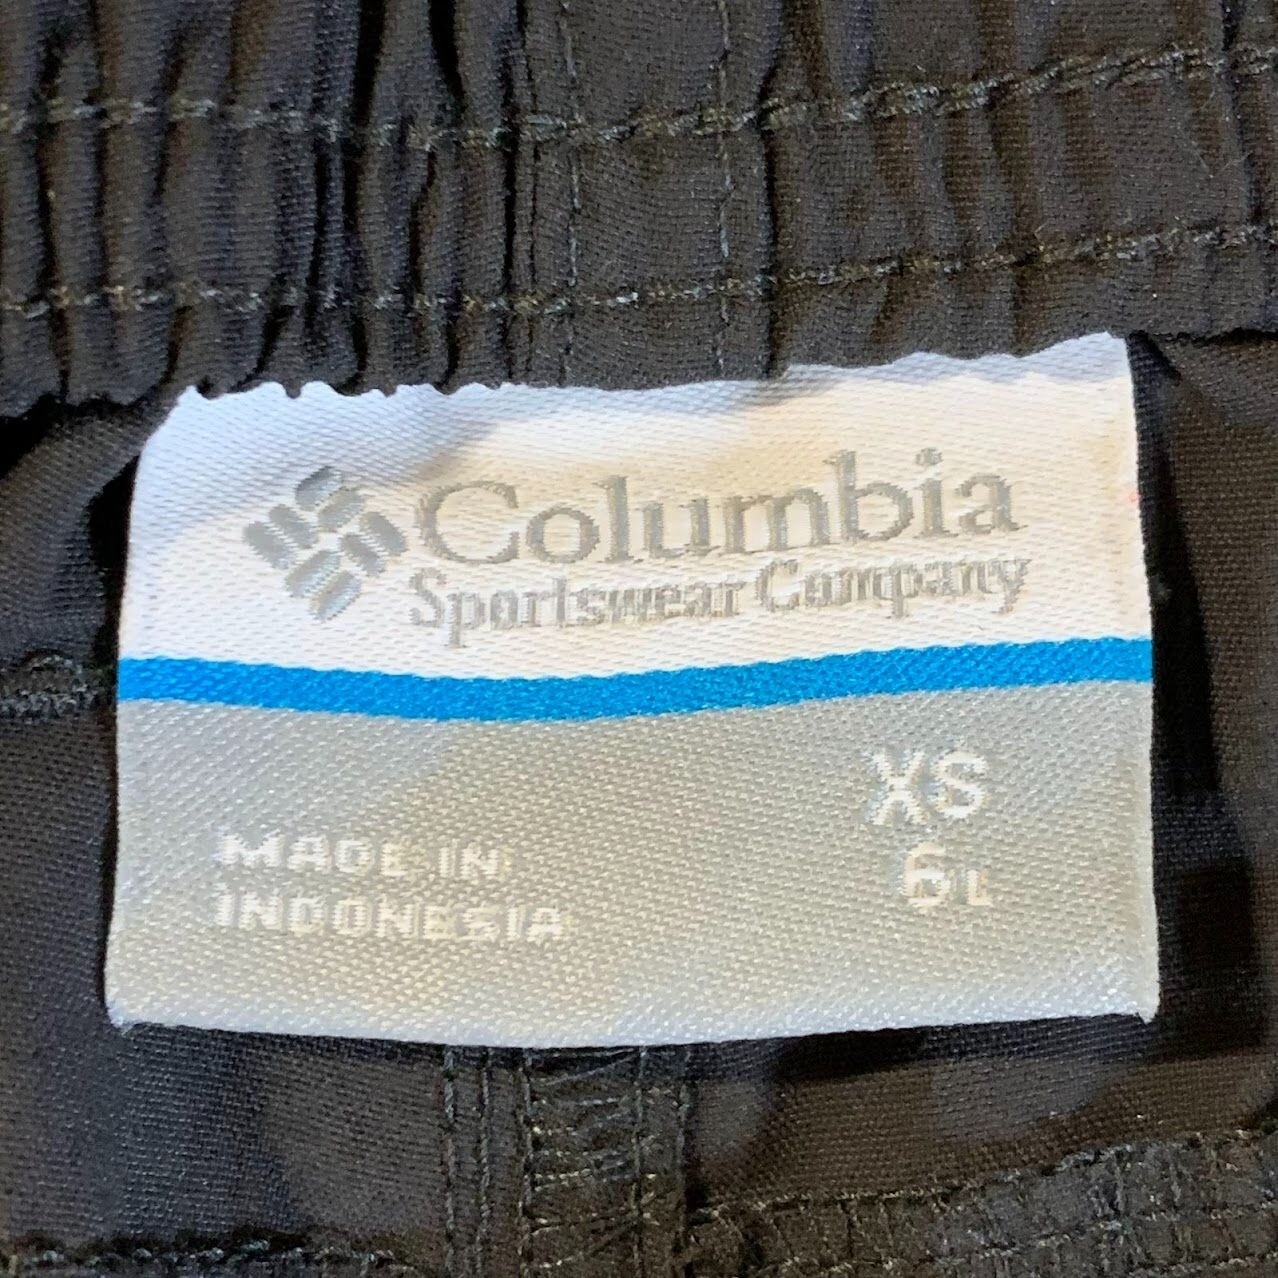 Columbia
Sportswear Company
XS
6L
MADE IN
INDONESIA